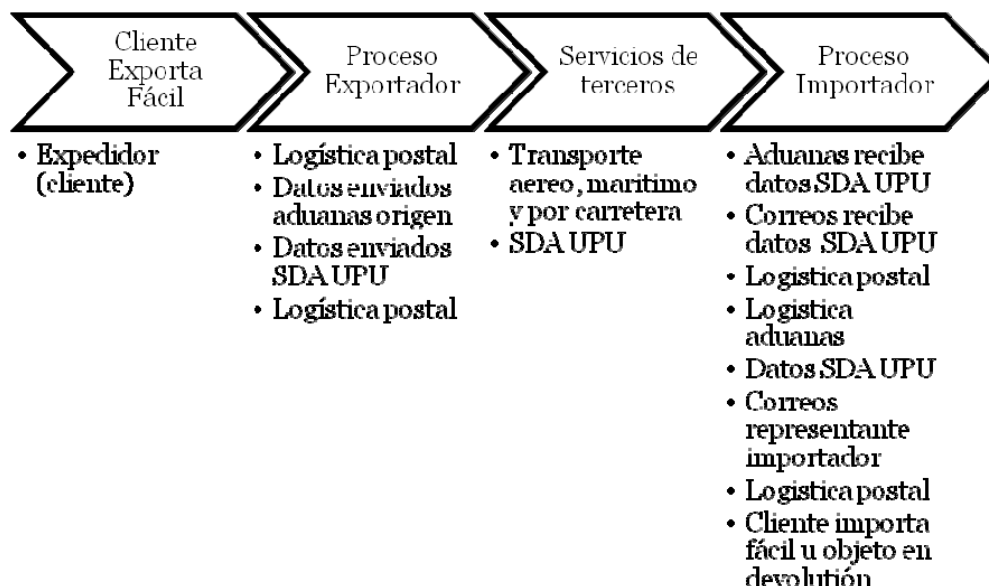 Cliente
Exporta
Fácil
Proceso
Exportador
Servicios de
terceros
Proceso
Importador
• Expedidor
(cliente)
• Logística postal
• Datos enviados
aduanas origen
• Datos enviados
SDA UPU
• Logística postal
• Transporte
aereo, maritimo
y por carretera
• SDA UPU
• Aduanas recibe
datos SDA UPU
• Correos recibe
datos SDA UPU
• Logistica postal
• Logistica
aduanas
• Datos SDA UPU
• Correos
representante
importador
• Logistica postal
• Cliente importa
fácil u objeto en
devolutión